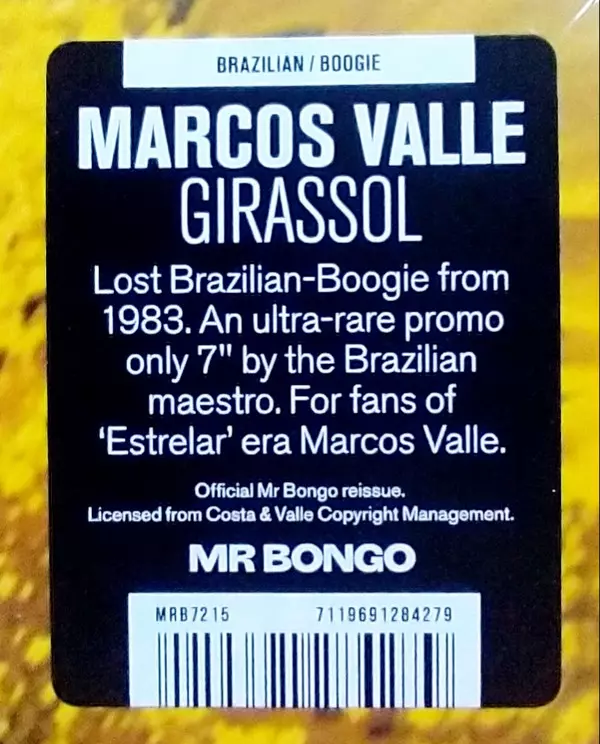 BRAZILIAN / BOOGIE
MARCOS VALLE
GIRASSOL
Lost Brazilian-Boogie from
1983. An ultra-rare promo
only 7" by the Brazilian
maestro. For fans of
‘Estrelar’ era Marcos Valle.
Official Mr Bongo reissue.
Licensed from Costa & Valle Copyright Management.
MR BONGO
MRB7215 7119691284279